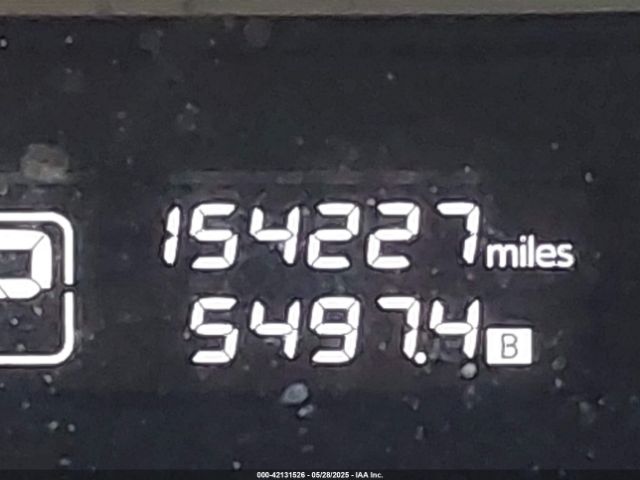 154227 miles
P
5497.4 B
000-42131526 - 05/28/2025 - IAA Inc.